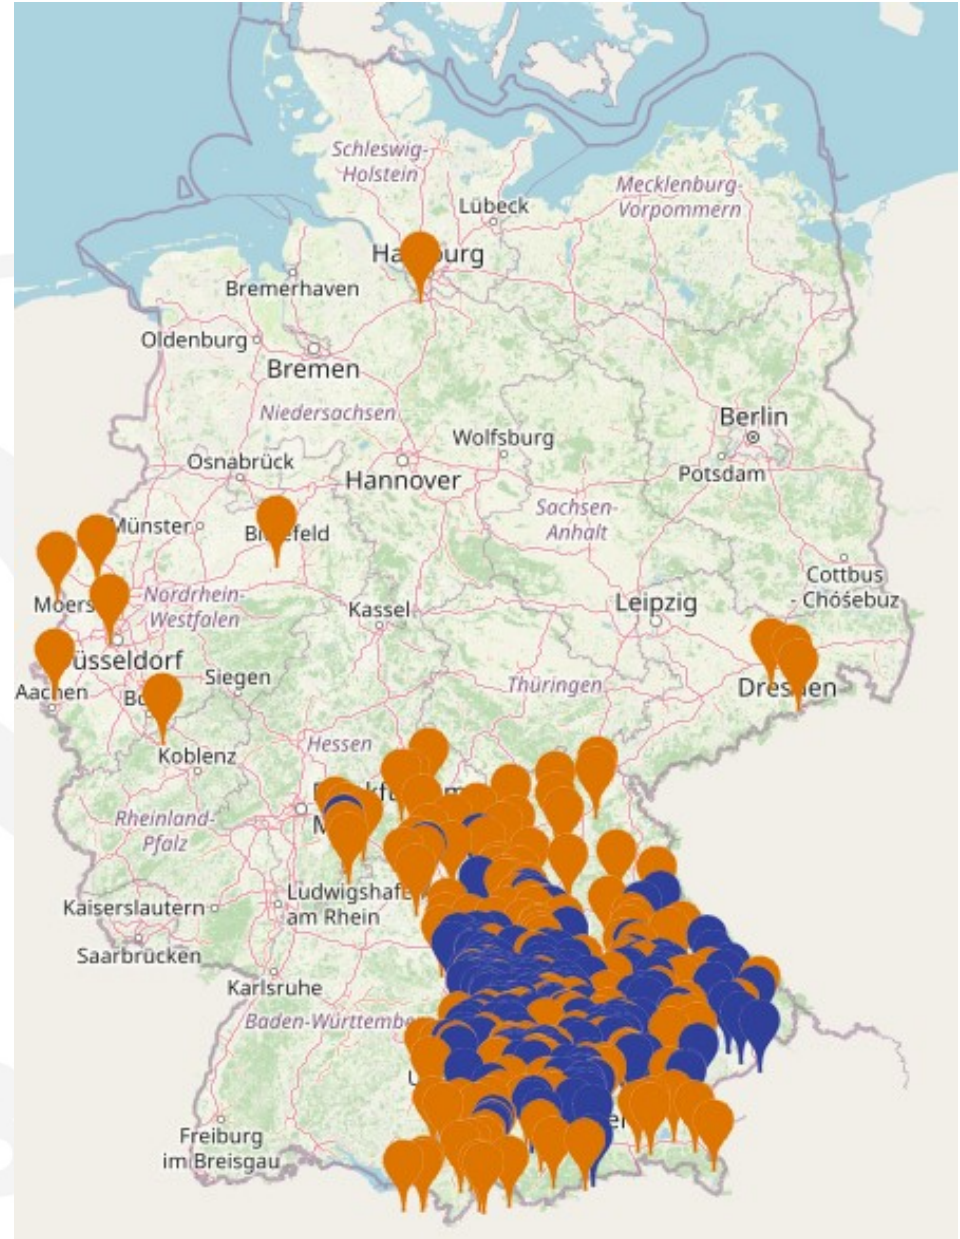 Schleswig-
Holstein
Mecklenburg-
Vorpommern
Lübeck
Bremerhaven
Oldenburg
Bremen
Niedersachsen
Berlin
Wolfsburg
Osnabrück
Potsdam
Hannover
Sachsen-
Anhalt
Münster
Cottbus
- Chóśebuz
Moers
Nordrhein-
Westfalen
Kassel
Leipzig
Siegen
Aachen
Thüringen
Hessen
Koblenz
Rheinland-
Pfalz
am Rhein
Kaiserslautern
Saarbrücken
Karlsruhe
Freiburg
im Breisgau